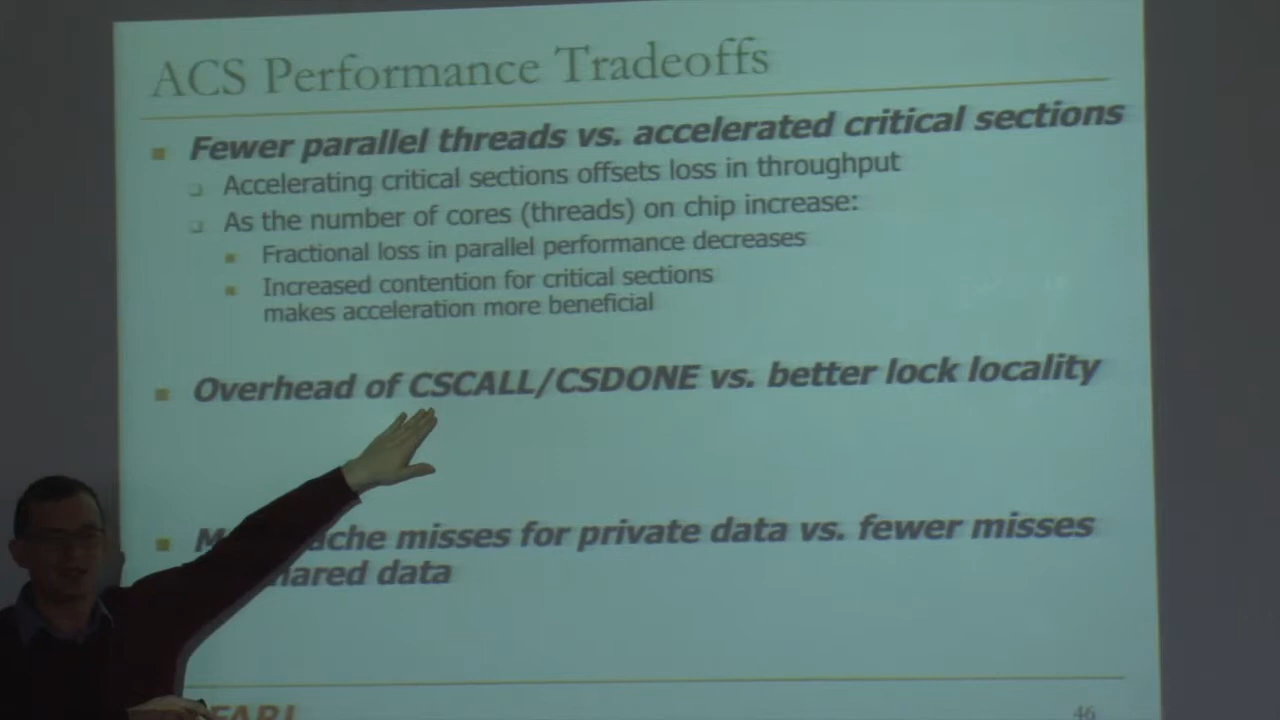 ACS Performance Tradeoffs
Fewer parallel threads vs. accelerated critical sections
Accelerating critical sections offsets loss in throughput
As the number of cores (threads) on chip increase:
Fractional loss in parallel performance decreases
Increased contention for critical sections
makes acceleration more beneficial
Overhead of CSCALL/CSDONE vs. better lock locality
misses for private data vs. fewer misses
data
46